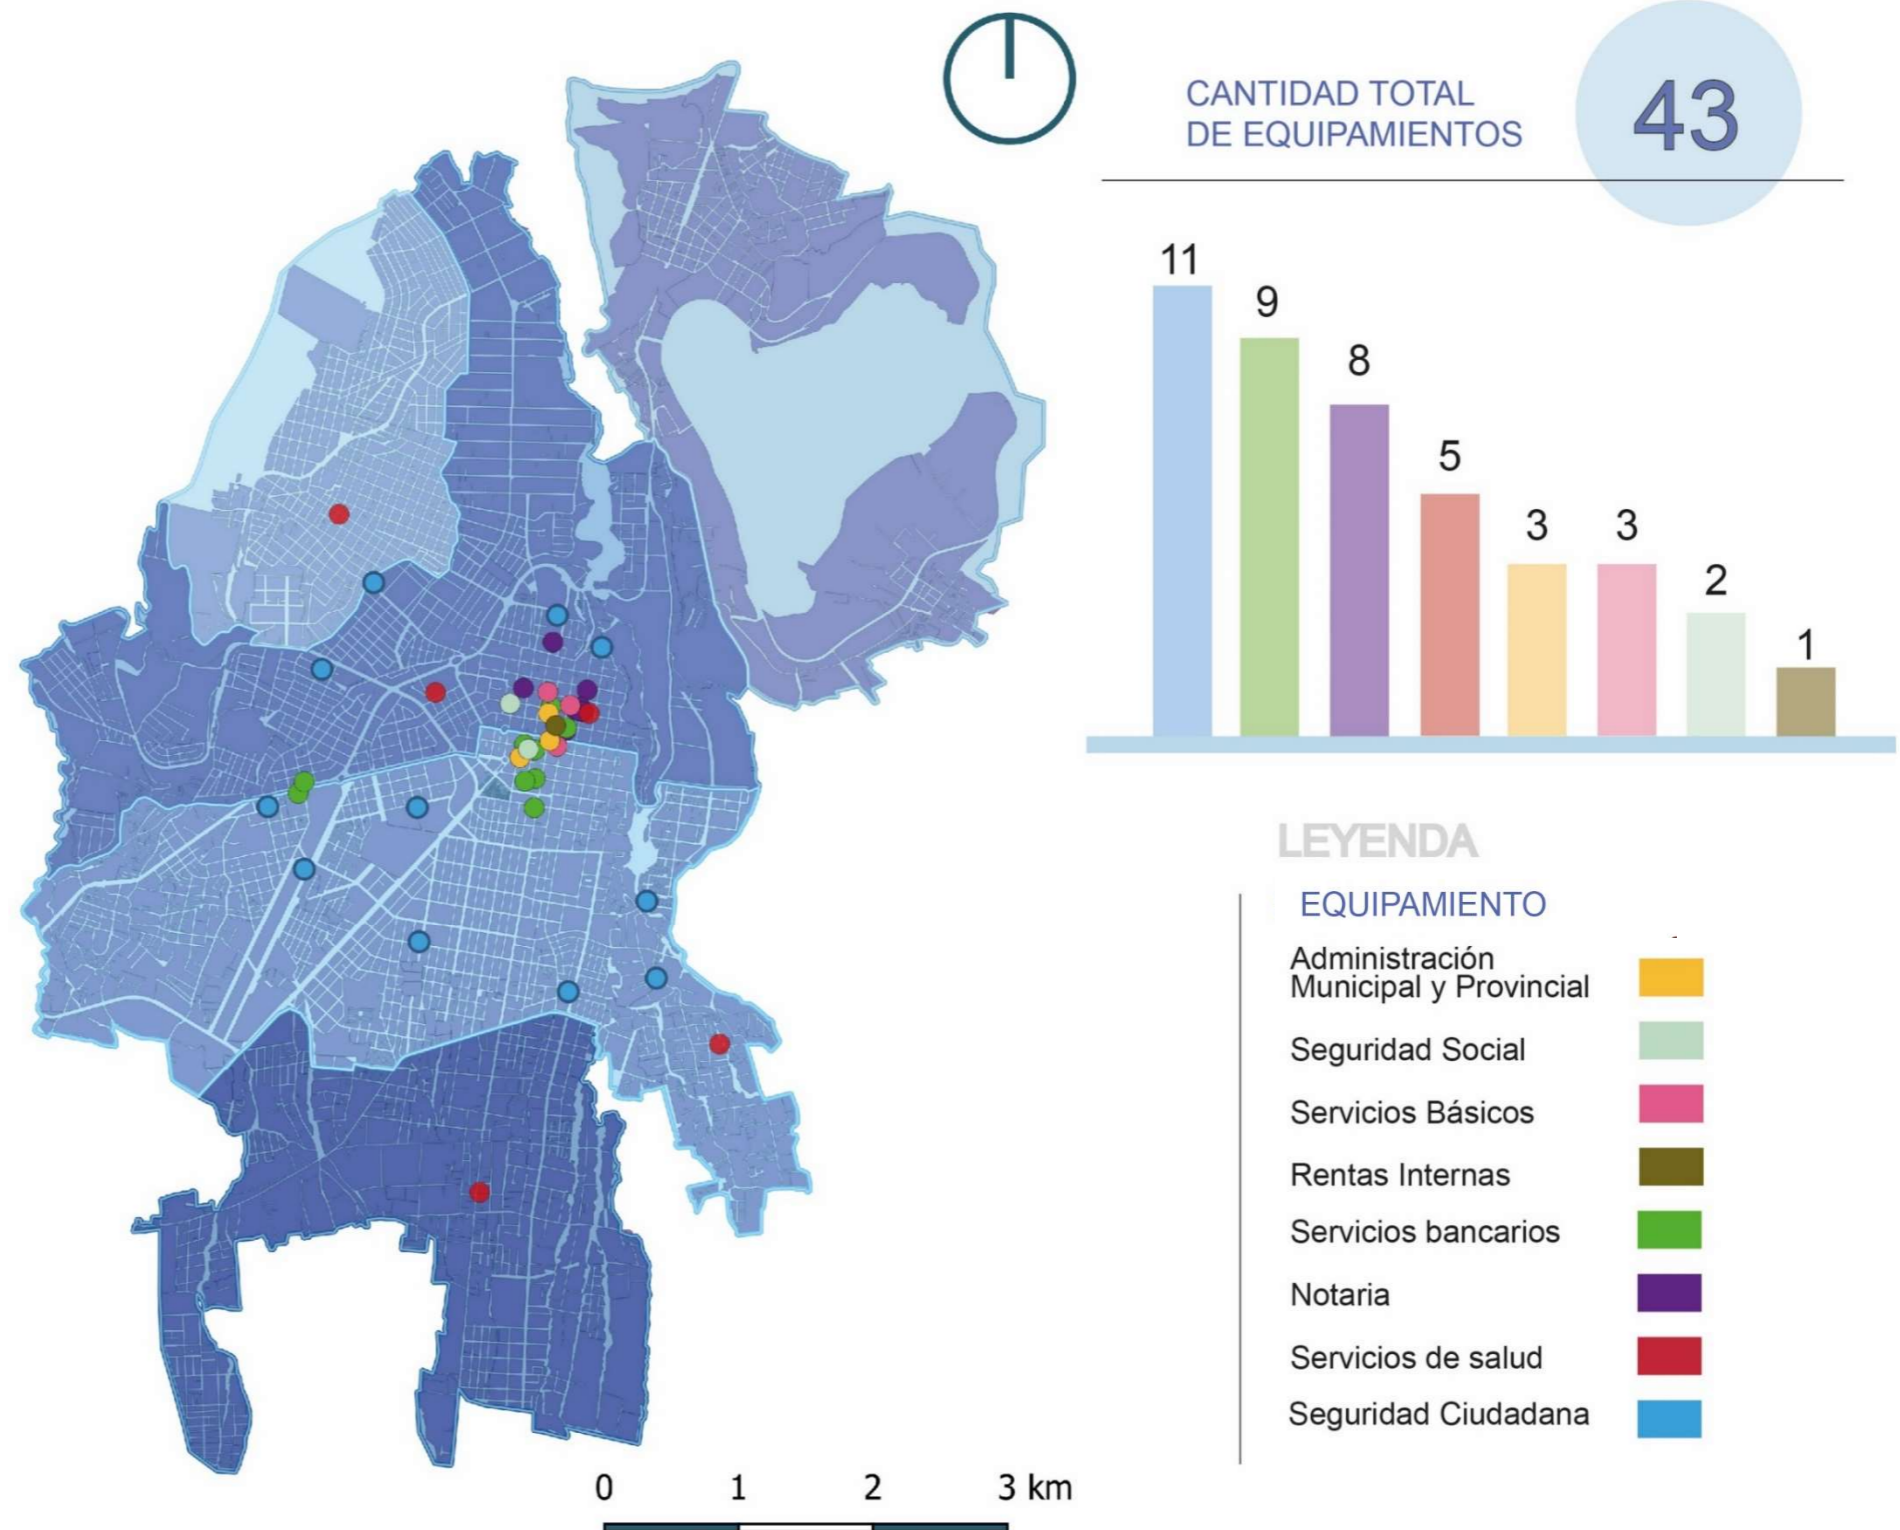 CANTIDAD TOTAL
DE EQUIPAMIENTOS
43
11
9
8
5
3
3
2
1
LEYENDA
EQUIPAMIENTO
Administración
Municipal y Provincial
Seguridad Social
Servicios Básicos
Rentas Internas
Servicios bancarios
Notaria
Servicios de salud
Seguridad Ciudadana
0 1 2 3 km